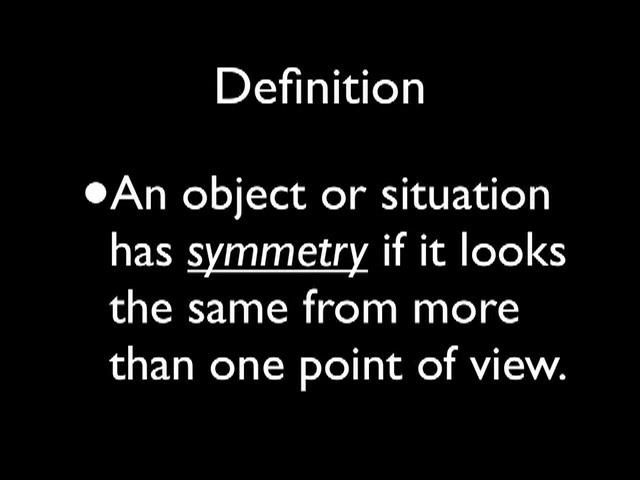 Definition
•An object or situation
has symmetry if it looks
the same from more
than one point of view.